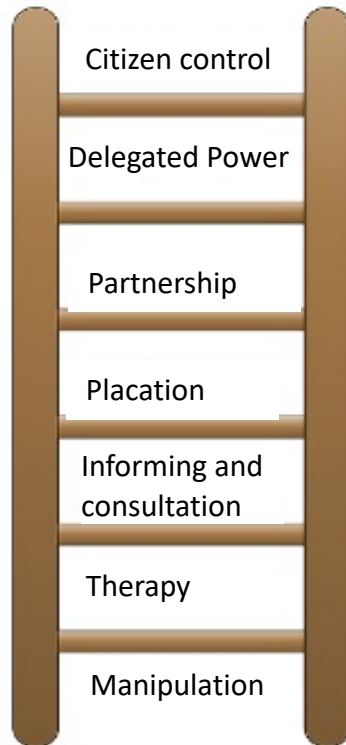 Citizen control
Delegated Power
Partnership
Placation
Informing and
consultation
Therapy
Manipulation